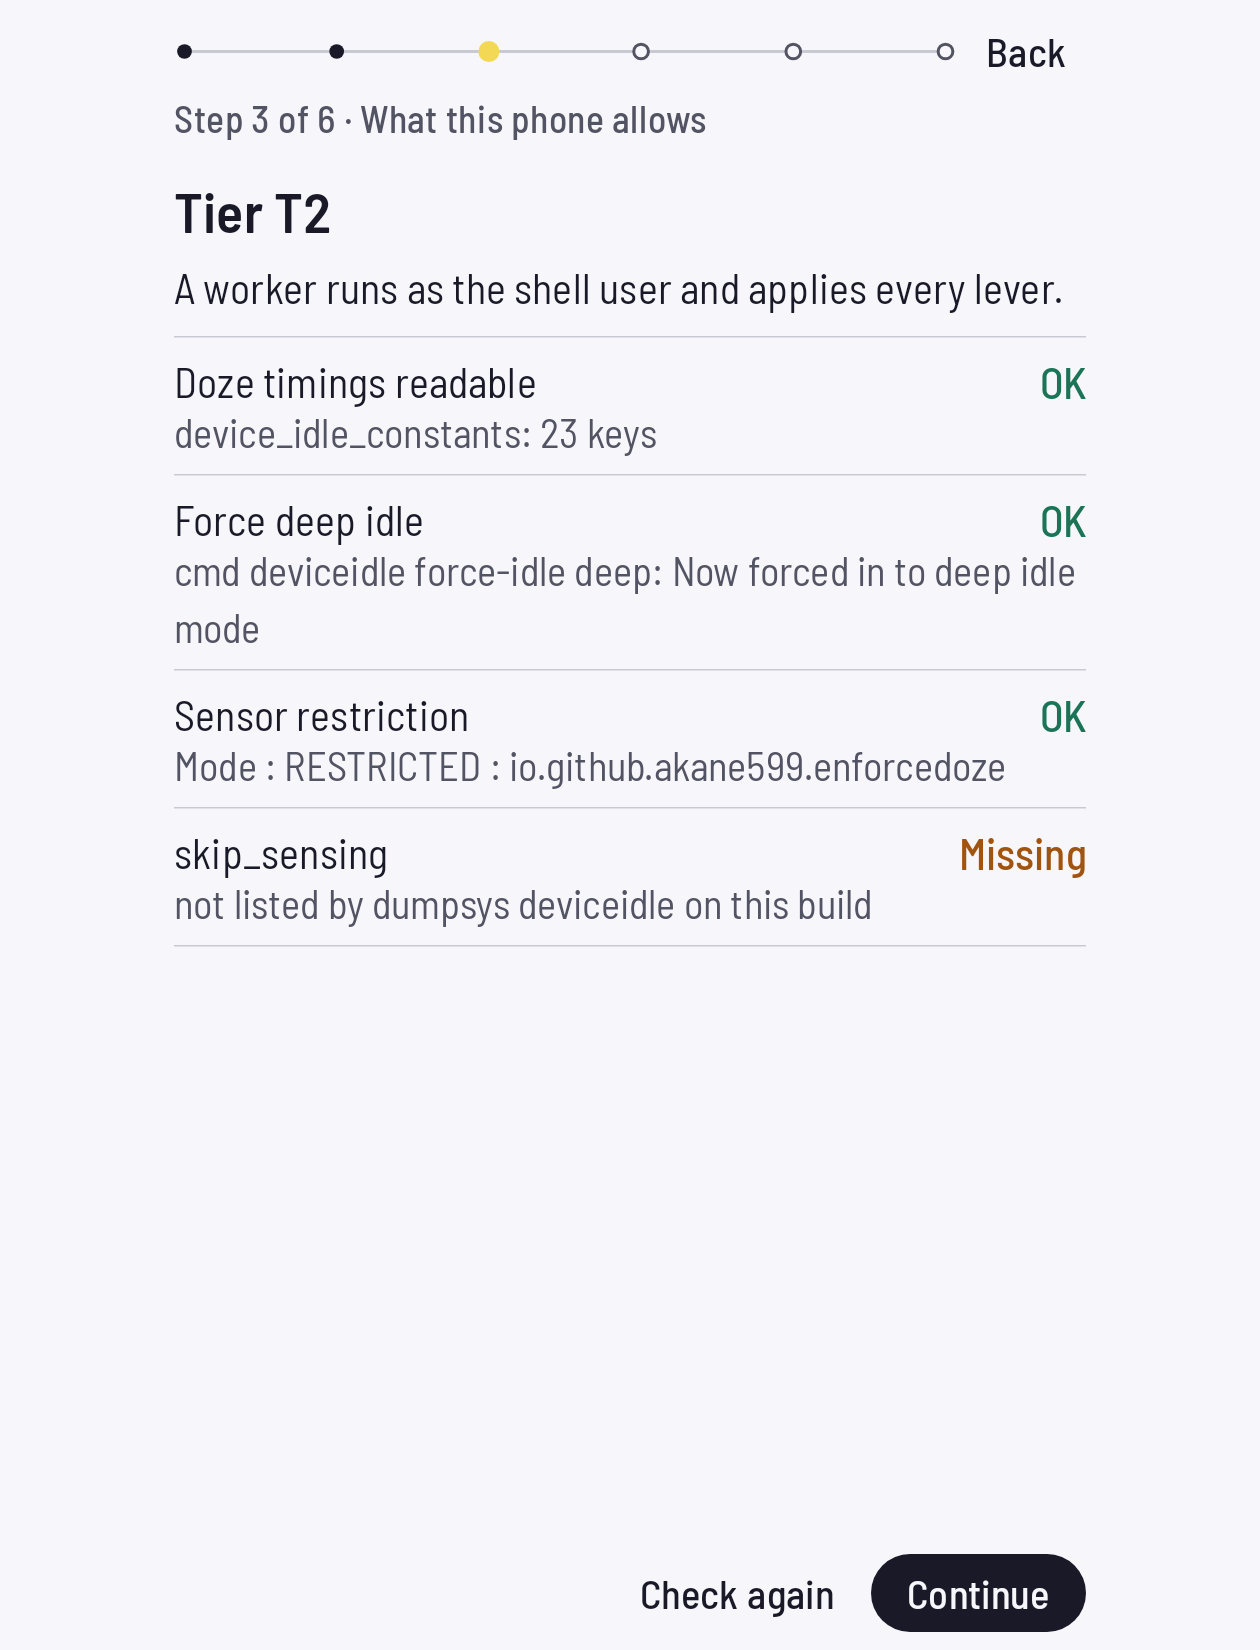 Back
Step 3 of 6 · What this phone allows
Tier T2
A worker runs as the shell user and applies every lever.
Doze timings readable OK
device_idle_constants: 23 keys
Force deep idle OK
cmd deviceidle force-idle deep: Now forced in to deep idle
mode
Sensor restriction OK
Mode : RESTRICTED : io.github.akane599.enforcedoze
skip_sensing Missing
not listed by dumpsys deviceidle on this build
Check again Continue